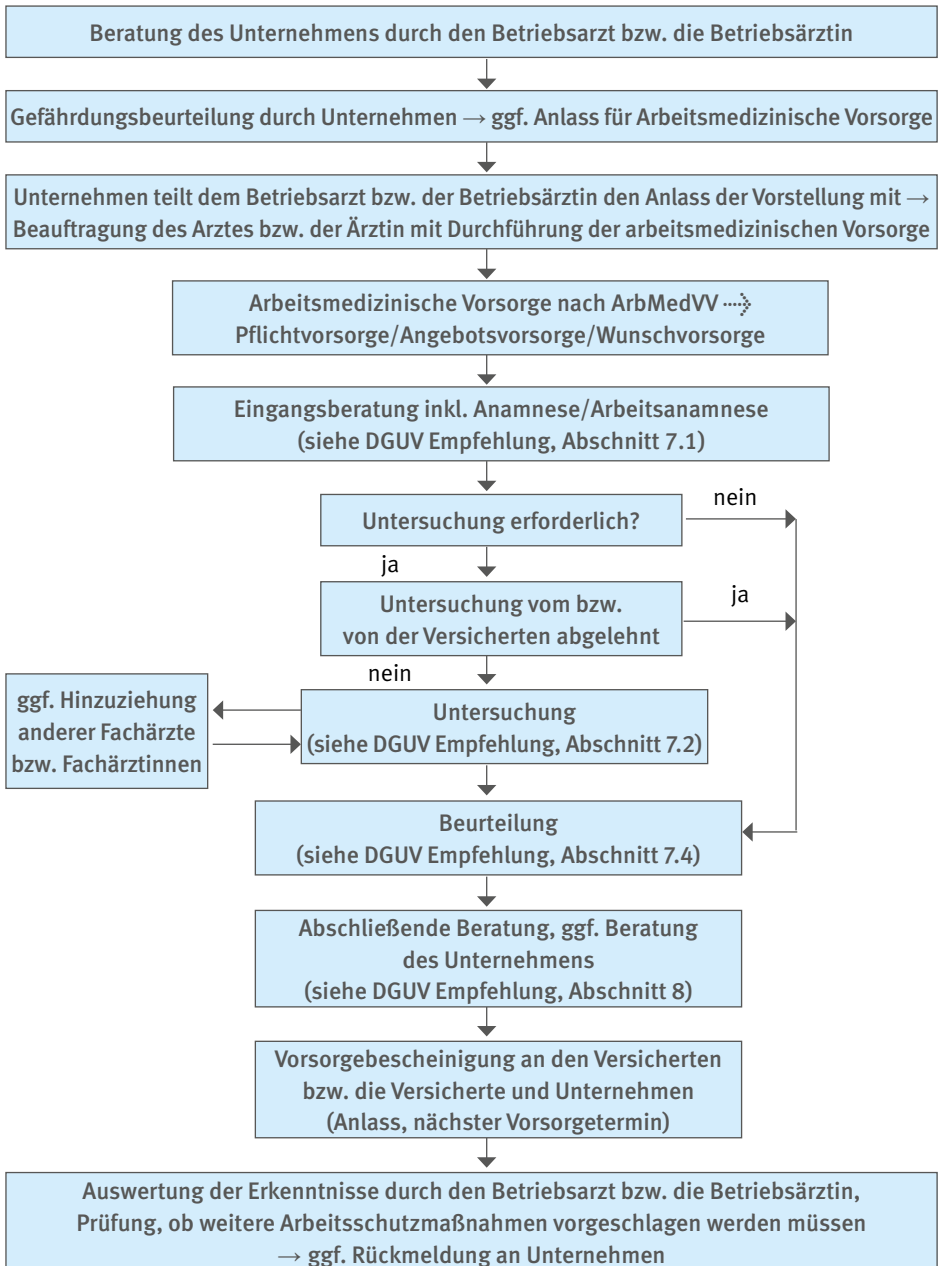 Beratung des Unternehmens durch den Betriebsarzt bzw. die Betriebsärztin
Gefährdungsbeurteilung durch Unternehmen → ggf. Anlass für Arbeitsmedizinische Vorsorge
Unternehmen teilt dem Betriebsarzt bzw. der Betriebsärztin den Anlass der Vorstellung mit →
Beauftragung des Arztes bzw. der Ärztin mit Durchführung der arbeitsmedizinischen Vorsorge
Arbeitsmedizinische Vorsorge nach ArbMedVV ⤑
Pflichtvorsorge/Angebotsvorsorge/Wunschvorsorge
Eingangsberatung inkl. Anamnese/Arbeitsanamnese
(siehe DGUV Empfehlung, Abschnitt 7.1)
Untersuchung erforderlich?
nein
ja
Untersuchung vom bzw.
von der Versicherten abgelehnt
ja
nein
ggf. Hinzuziehung
anderer Fachärzte
bzw. Fachärztinnen
Untersuchung
(siehe DGUV Empfehlung, Abschnitt 7.2)
Beurteilung
(siehe DGUV Empfehlung, Abschnitt 7.4)
Abschließende Beratung, ggf. Beratung
des Unternehmens
(siehe DGUV Empfehlung, Abschnitt 8)
Vorsorgebescheinigung an den Versicherten
bzw. die Versicherte und Unternehmen
(Anlass, nächster Vorsorgetermin)
Auswertung der Erkenntnisse durch den Betriebsarzt bzw. die Betriebsärztin,
Prüfung, ob weitere Arbeitsschutzmaßnahmen vorgeschlagen werden müssen
→ ggf. Rückmeldung an Unternehmen